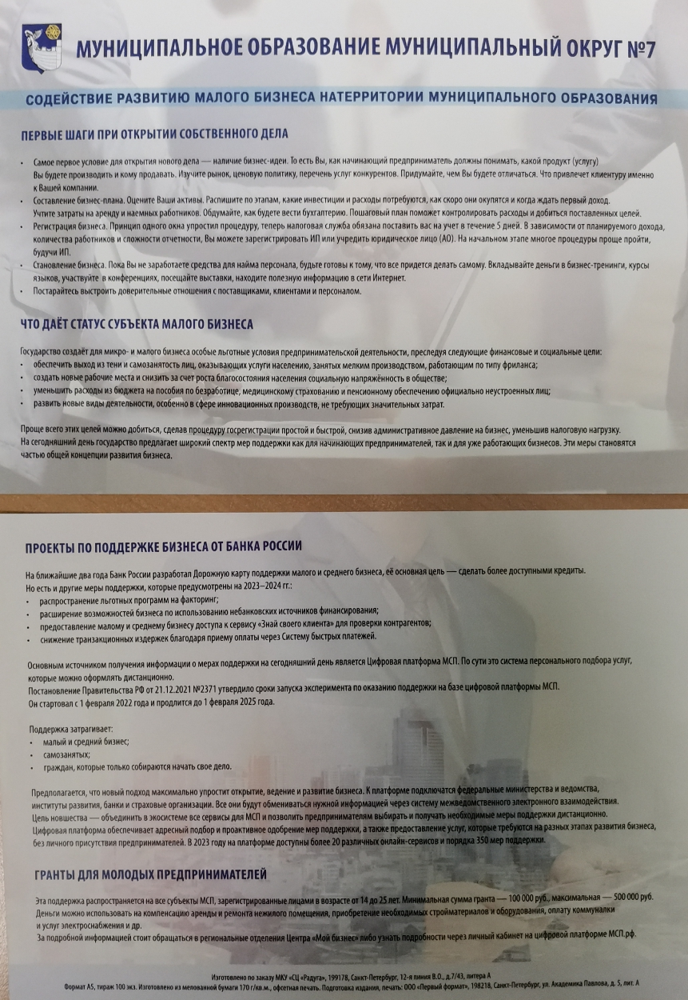 МУНИЦИПАЛЬНОЕ ОБРАЗОВАНИЕ МУНИЦИПАЛЬНЫЙ ОКРУГ №7
СОДЕЙСТВИЕ РАЗВИТИЮ МАЛОГО БИЗНЕСА НАТЕРРИТОРИИ МУНИЦИПАЛЬНОГО ОБРАЗОВАНИЯ
ПЕРВЫЕ ШАГИ ПРИ ОТКРЫТИИ СОБСТВЕННОГО ДЕЛА
• Самое первое условие для открытия нового дела — наличие бизнес-идеи. То есть Вы, как начинающий предприниматель должны понимать, какой продукт (услугу)
Вы будете производить и кому продавать. Изучите рынок, ценовую политику, перечень услуг конкурентов. Придумайте, чем Вы будете отличаться. Что привлечет клиентуру именно
к Вашей компании.
• Составление бизнес-плана. Оцените Ваши активы. Распишите по этапам, какие инвестиции и расходы потребуются, как скоро они окупятся и когда ждать первый доход.
Учтите затраты на аренду и наемных работников. Обдумайте, как будете вести бухгалтерию. Пошаговый план поможет контролировать расходы и добиться поставленных целей.
• Регистрация бизнеса. Принцип одного окна упростил процедуру, теперь налоговая служба обязана поставить вас на учет в течение 5 дней. В зависимости от планируемого дохода,
количества работников и сложности отчетности, Вы можете зарегистрировать ИП или учредить юридическое лицо (АО). На начальном этапе многое процедуры проще пройти,
будучи ИП.
• Становление бизнеса. Пока Вы не заработаете средства для найма персонала, будьте готовы к тому, что все придется делать самому. Вкладывайте деньги в бизнес-тренинги, курсы
языков, участвуйте в конференциях, посещайте выставки, находите полезную информацию в сети Интернет.
• Постарайтесь выстроить доверительные отношения с поставщиками, клиентами и персоналом.
ЧТО ДАЁТ СТАТУС СУБЪЕКТА МАЛОГО БИЗНЕСА
Государство создаёт для микро- и малого бизнеса особые льготные условия предпринимательской деятельности, преследуя следующие финансовые и социальные цели:
• обеспечить выход из тени и самозанятость лиц, оказывающих услуги населению, занятых мелким производством, работающим по типу фриланса;
• создать новые рабочие места и снизить за счет роста благосостояния населения социальную напряжённость в обществе;
• уменьшить расходы из бюджета на пособия по безработице, медицинскому страхованию и пенсионному обеспечению официально неустроенных лиц;
• развить новые виды деятельности, особенно в сфере инновационных производств, не требующих значительных затрат.
Проще всего этих целей можно добиться, сделав процедуру госрегистрации простой и быстрой, снизив административное давление на бизнес, уменьшив налоговую нагрузку.
На сегодняшний день государство предлагает широкий спектр мер поддержки как для начинающих предпринимателей, так и для уже работающих бизнесов. Эти меры становятся
частью общей концепции развития бизнеса.
ПРОЕКТЫ ПО ПОДДЕРЖКЕ БИЗНЕСА ОТ БАНКА РОССИИ
На ближайшие два года Банк России разработал Дорожную карту поддержки малого и среднего бизнеса, её основная цель — сделать более доступными кредиты.
Но есть и другие меры поддержки, которые предусмотрены на 2023–2024 гг.:
• распространение льготных программ на факторинг;
• расширение возможностей бизнеса по использованию небанковских источников финансирования;
• предоставление малому и среднему бизнесу доступа к сервису «Знай своего клиента» для проверки контрагентов;
• снижение транзакционных издержек благодаря приему оплаты через Систему быстрых платежей.
Основным источником получения информации о мерах поддержки на сегодняшний день является Цифровая платформа МСП. По сути это система персонального подбора услуг,
которые можно оформлять дистанционно.
Постановление Правительства РФ от 21.12.2021 №2371 утвердило сроки запуска эксперимента по оказанию поддержки на базе цифровой платформы МСП.
Он стартовал с 1 февраля 2022 года и продлится до 1 февраля 2025 года.
Поддержка затрагивает:
• малый и средний бизнес;
• самозанятых;
• граждан, которые только собираются начать свое дело.
Предполагается, что новый подход максимально упростит открытие, ведение и развитие бизнеса. К платформе подключатся федеральные министерства и ведомства,
институты развития, банки и страховые организации. Все они будут обмениваться нужной информацией через систему межведомственного электронного взаимодействия.
Цель новшества — объединить в экосистеме все сервисы для МСП и позволить предпринимателям выбирать и получать необходимые меры поддержки дистанционно.
Цифровая платформа обеспечивает адресный подбор и проактивное одобрение мер поддержки, а также предоставление услуг, которые требуются на разных этапах развития бизнеса,
без личного присутствия предпринимателей. В 2023 году на платформе доступны более 20 различных онлайн-сервисов и порядка 350 мер поддержки.
ГРАНТЫ ДЛЯ МОЛОДЫХ ПРЕДПРИНИМАТЕЛЕЙ
Эта поддержка распространяется на все субъекты МСП, зарегистрированные лицами в возрасте от 14 до 25 лет. Минимальная сумма гранта — 100 000 руб., максимальная — 500 000 руб.
Деньги можно использовать на компенсацию аренды и ремонта нежилого помещения, приобретение необходимых стройматериалов и оборудования, оплату коммуналки
и услуг электроснабжения и др.
За подробной информацией стоит обращаться в региональные отделения Центра «Мой бизнес» либо узнать подробности через личный кабинет на цифровой платформе МСП.рф.
Изготовлено по заказу МКУ «СЦ «Радуга», 199178, Санкт-Петербург, 12-я линия В.О., д.7/43, литера А
Формат А5, тираж 100 экз. Изготовлено из мелованной бумаги 170 г/кв.м., офсетная печать. Подготовка издания, печать: ООО «Первый формат», 198218, Санкт-Петербург, ул. Академика Павлова, д. 5, лит. А